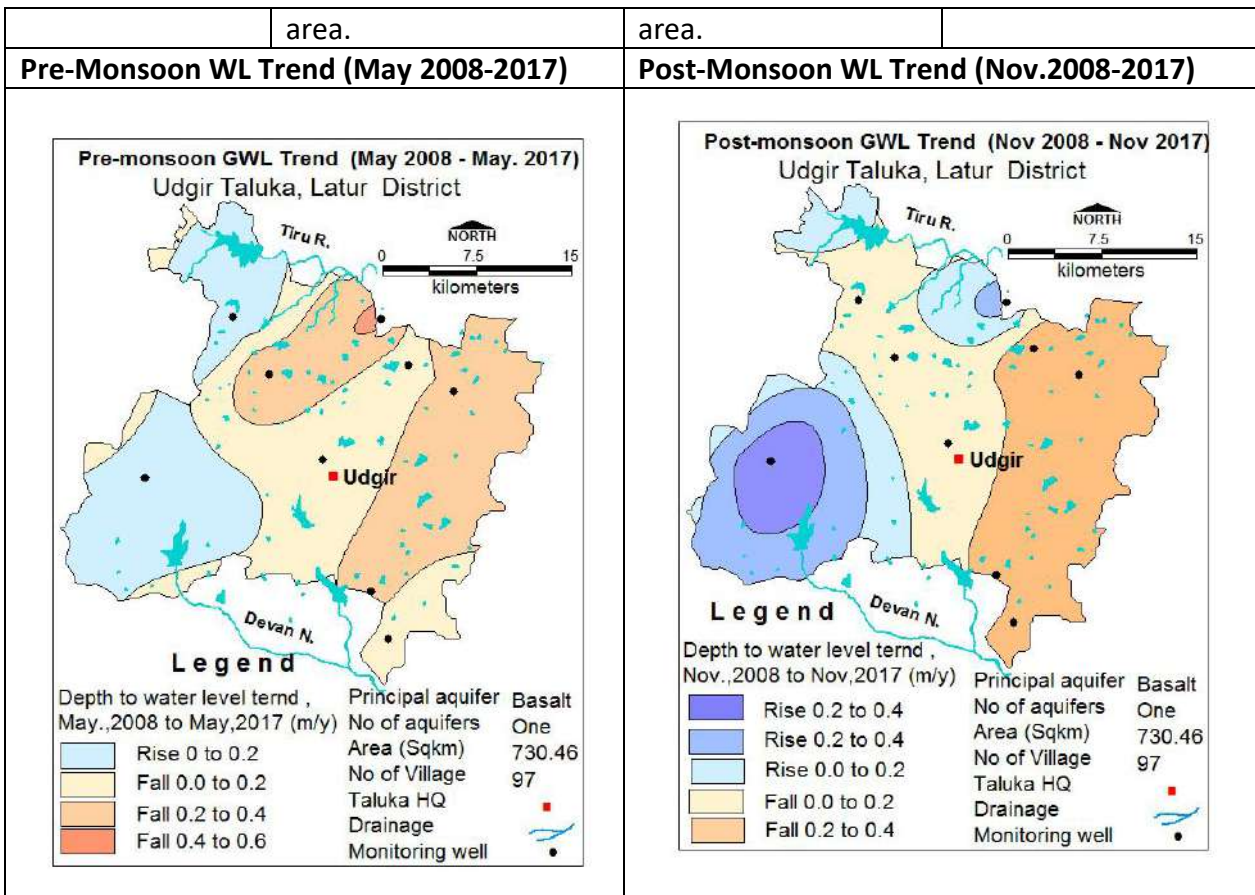 area.
area.
Pre-Monsoon WL Trend (May 2008-2017)
Post-Monsoon WL Trend (Nov.2008-2017)
Pre-monsoon GWL Trend (May 2008 - May. 2017)
Udgir Taluka, Latur District
Tiru R.
NORTH
0 7.5 15
kilometers
Udgir
Devan N.
Legend
Depth to water level ternd ,
May.,2008 to May,2017 (m/y)
Rise 0 to 0.2
Fall 0.0 to 0.2
Fall 0.2 to 0.4
Fall 0.4 to 0.6
Principal aquifer Basalt
No of aquifers One
Area (Sqkm) 730.46
No of Village 97
Taluka HQ
Drainage
Monitoring well
Post-monsoon GWL Trend (Nov 2008 - Nov 2017)
Udgir Taluka, Latur District
Tiru R.
NORTH
0 7.5 15
kilometers
Udgir
Devan N.
Legend
Depth to water level ternd ,
Nov.,2008 to Nov,2017 (m/y)
Rise 0.2 to 0.4
Rise 0.2 to 0.4
Rise 0.0 to 0.2
Fall 0.0 to 0.2
Fall 0.2 to 0.4
Principal aquifer Basalt
No of aquifers One
Area (Sqkm) 730.46
No of Village 97
Taluka HQ
Drainage
Monitoring well